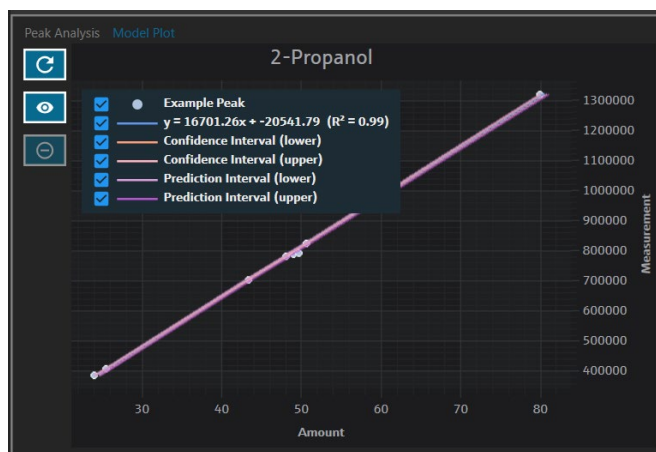 Peak Analysis Model Plot
2-Propanol
Example Peak
y = 16701.26x + -20541.79 (R² = 0.99)
Confidence Interval (lower)
Confidence Interval (upper)
Prediction Interval (lower)
Prediction Interval (upper)
1300000
1200000
1100000
1000000
900000
800000
700000
600000
500000
400000
Measurement
30 40 50 60 70 80
Amount